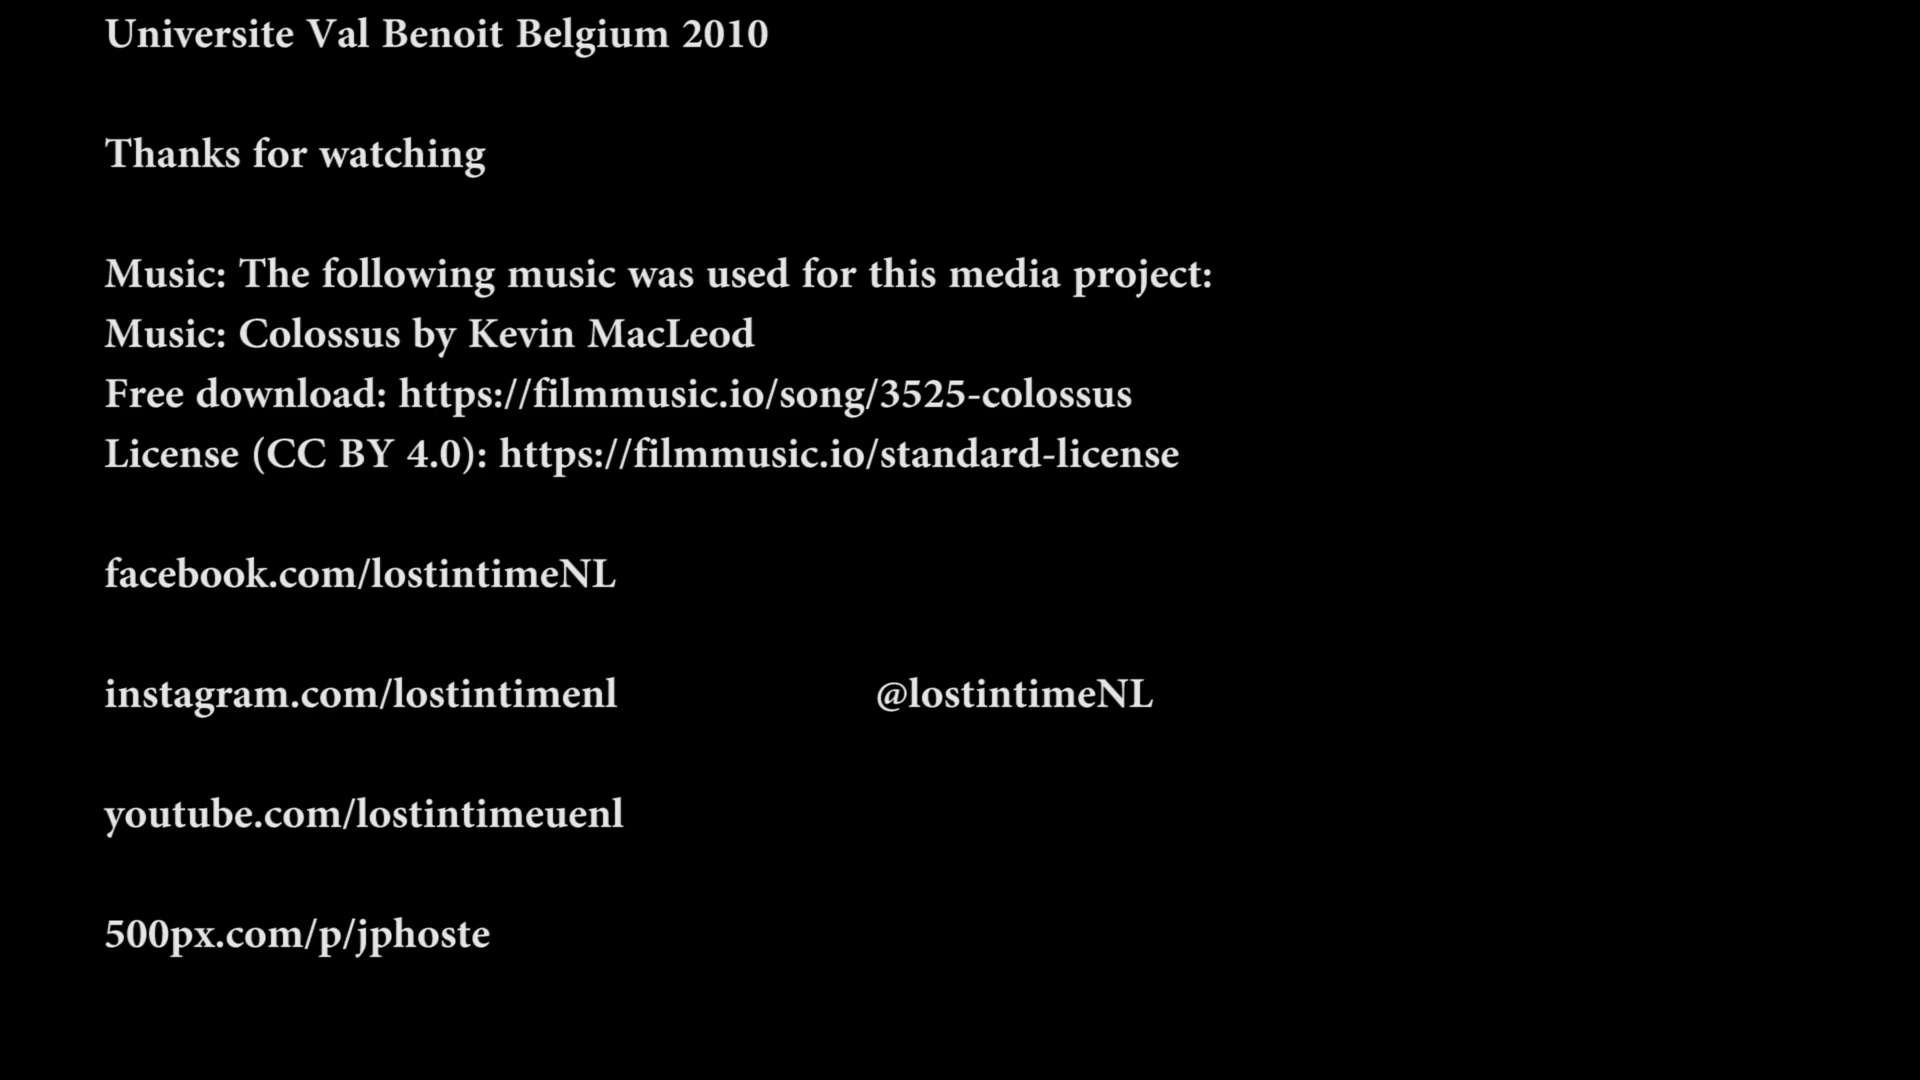 Universite Val Benoit Belgium 2010
Thanks for watching
Music: The following music was used for this media project:
Music: Colossus by Kevin MacLeod
Free download: https://filmmusic.io/song/3525-colossus
License (CC BY 4.0): https://filmmusic.io/standard-license
facebook.com/lostintimeNL
instagram.com/lostintimenl @lostintimeNL
youtube.com/lostintimeuenl
500px.com/p/jphoste